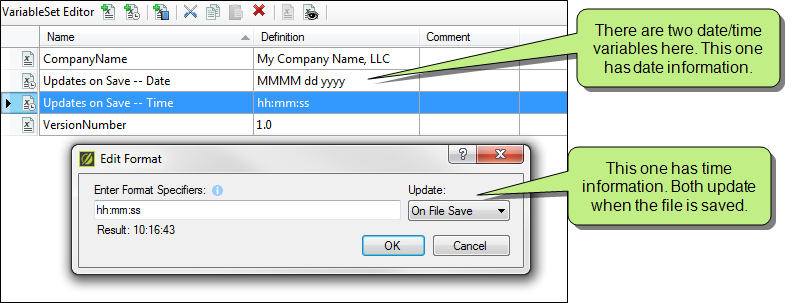 VariableSet Editor
Name Definition Comment
CompanyName My Company Name, LLC
Updates on Save -- Date MMMM dd yyyy
Updates on Save -- Time hh:mm:ss
VersionNumber 1.0
There are two date/time
variables here. This one
has date information.
Edit Format
Enter Format Specifiers: Update:
hh:mm:ss On File Save
Result: 10:16:43
OK Cancel
This one has time
information. Both update
when the file is saved.